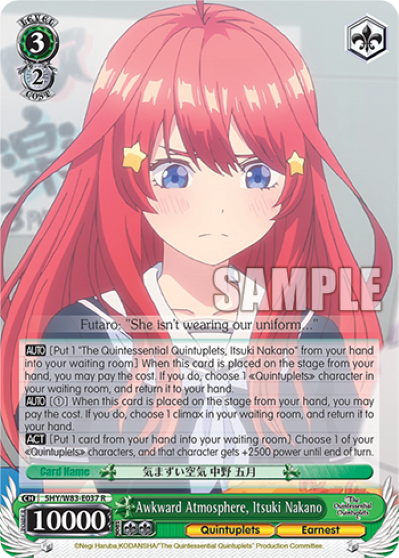 LEVEL
3
2
COST
SAMPLE
Futaro: "She isn't wearing our uniform..."
AUTO [Put 1 "The Quintessential Quintuplets, Itsuki Nakano" from your hand
into your waiting room] When this card is placed on the stage from your
hand, you may pay the cost. If you do, choose 1 «Quintuplets» character in
your waiting room, and return it to your hand.
AUTO [①] When this card is placed on the stage from your hand, you may pay
the cost. If you do, choose 1 climax in your waiting room, and return it to
your hand.
ACT [Put 1 card from your hand into your waiting room] Choose 1 of your
«Quintuplets» characters, and that character gets +2500 power until end of turn.
Card Name
気まずい空気 中野 五月
CH
5HY/W83-E037 R
The Quintessential Quintuplets
10000
Awkward Atmosphere, Itsuki Nakano
Quintuplets
Earnest
©Negi Haruba,KODANSHA/"The Quintessential Quintuplets" Production Committee